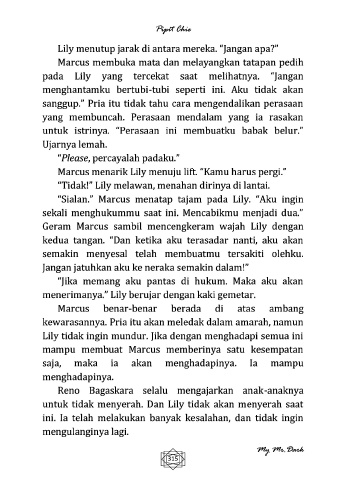 Pipit Chie
Lily menutup jarak di antara mereka. “Jangan apa?”
Marcus membuka mata dan melayangkan tatapan pedih
pada Lily yang tercekat saat melihatnya. “Jangan
menghantamku bertubi-tubi seperti ini. Aku tidak akan
sanggup.” Pria itu tidak tahu cara mengendalikan perasaan
yang membuncah. Perasaan mendalam yang ia rasakan
untuk istrinya. “Perasaan ini membuatku babak belur.”
Ujarnya lemah.
“Please, percayalah padaku.”
Marcus menarik Lily menuju lift. “Kamu harus pergi.”
“Tidak!” Lily melawan, menahan dirinya di lantai.
“Sialan.” Marcus menatap tajam pada Lily. “Aku ingin
sekali menghukummu saat ini. Mencabikmu menjadi dua.”
Geram Marcus sambil mencengkeram wajah Lily dengan
kedua tangan. “Dan ketika aku terasadar nanti, aku akan
semakin menyesal telah membuatmu tersakiti olehku.
Jangan jatuhkan aku ke neraka semakin dalam!”
“Jika memang aku pantas di hukum. Maka aku akan
menerimanya.” Lily berujar dengan kaki gemetar.
Marcus benar-benar berada di atas ambang
kewarasannya. Pria itu akan meledak dalam amarah, namun
Lily tidak ingin mundur. Jika dengan menghadapi semua ini
mampu membuat Marcus memberinya satu kesempatan
saja, maka ia akan menghadapinya. Ia mampu
menghadapinya.
Reno Bagaskara selalu mengajarkan anak-anaknya
untuk tidak menyerah. Dan Lily tidak akan menyerah saat
ini. Ia telah melakukan banyak kesalahan, dan tidak ingin
mengulanginya lagi.
315
My Mr. Dark